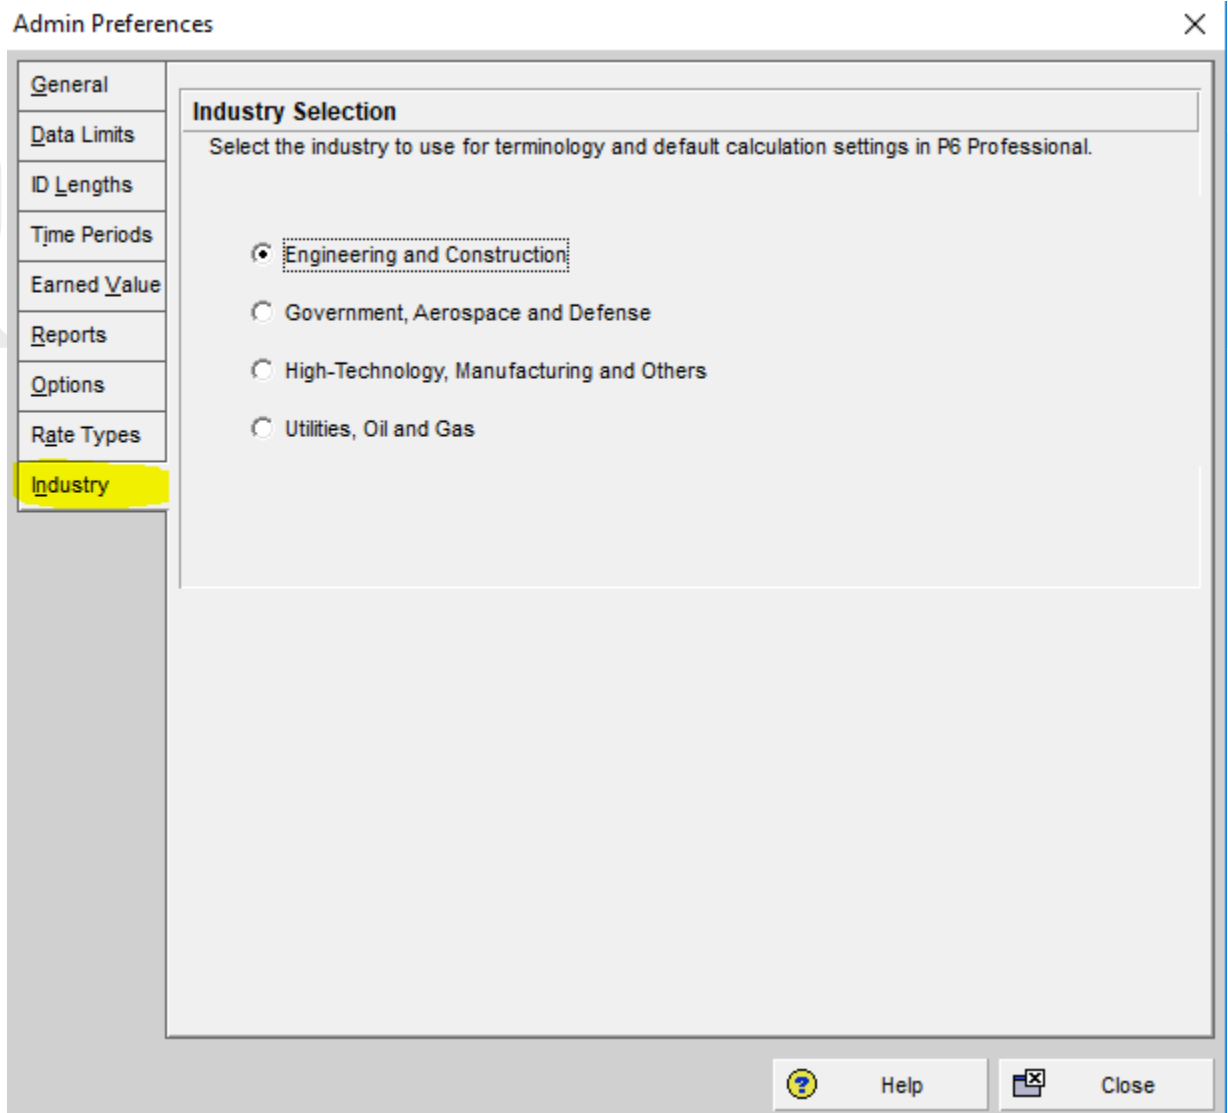 Admin Preferences
General
Data Limits
ID Lengths
Time Periods
Earned Value
Reports
Options
Rate Types
Industry
Industry Selection
Select the industry to use for terminology and default calculation settings in P6 Professional.
Engineering and Construction
Government, Aerospace and Defense
High-Technology, Manufacturing and Others
Utilities, Oil and Gas
Help
Close